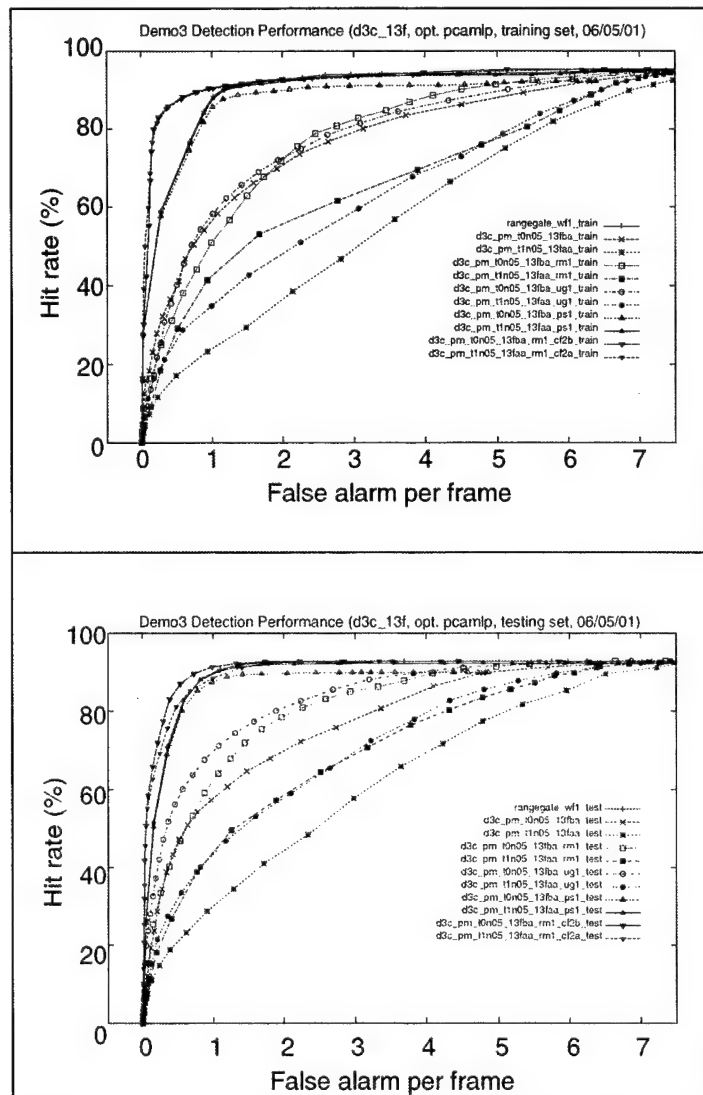 Demo3 Detection Performance (d3c_13f, opt. pcamlp, training set, 06/05/01)
100
80
60
40
20
0
Hit rate (%)
rangegate_wf1_train
d3c_pm_t0n05_13fba_train
d3c_pm_t1n05_13faa_train
d3c_pm_t0n05_13fba_rm1_train
d3c_pm_t1n05_13faa_rm1_train
d3c_pm_t0n05_13fba_ug1_train
d3c_pm_t1n05_13faa_ug1_train
d3c_pm_t0n05_13fba_ps1_train
d3c_pm_t1n05_13faa_ps1_train
d3c_pm_t0n05_13fba_rm1_cf2b_train
d3c_pm_t1n05_13faa_rm1_cf2a_train
0 1 2 3 4 5 6 7
False alarm per frame
Demo3 Detection Performance (d3c_13f, opt. pcamlp, testing set, 06/05/01)
100
80
60
40
20
0
Hit rate (%)
rangegate_wf1_test
d3c_pm_t0n05_13fba_test
d3c_pm_t1n05_13faa_test
d3c_pm_t0n05_13fba_rm1_test
d3c_pm_t1n05_13faa_rm1_test
d3c_pm_t0n05_13fba_ug1_test
d3c_pm_t1n05_13faa_ug1_test
d3c_pm_t0n05_13fba_ps1_test
d3c_pm_t1n05_13faa_ps1_test
d3c_pm_t0n05_13fba_rm1_cf2b_test
d3c_pm_t1n05_13faa_rm1_cf2a_test
0 1 2 3 4 5 6 7
False alarm per frame